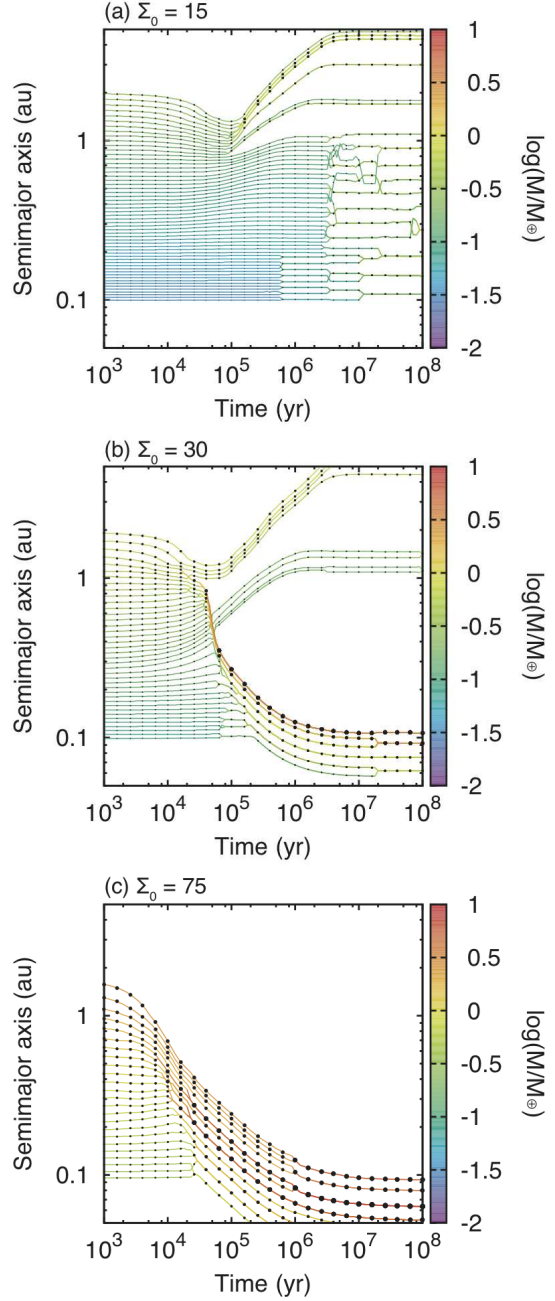 (a) Σ₀ = 15
Semimajor axis (au)
1
0.1
10³ 10⁴ 10⁵ 10⁶ 10⁷ 10⁸
Time (yr)
1
0.5
0
-0.5
-1
-1.5
-2
log(M/M⊕)
(b) Σ₀ = 30
Semimajor axis (au)
1
0.1
10³ 10⁴ 10⁵ 10⁶ 10⁷ 10⁸
Time (yr)
1
0.5
0
-0.5
-1
-1.5
-2
log(M/M⊕)
(c) Σ₀ = 75
Semimajor axis (au)
1
0.1
10³ 10⁴ 10⁵ 10⁶ 10⁷ 10⁸
Time (yr)
1
0.5
0
-0.5
-1
-1.5
-2
log(M/M⊕)